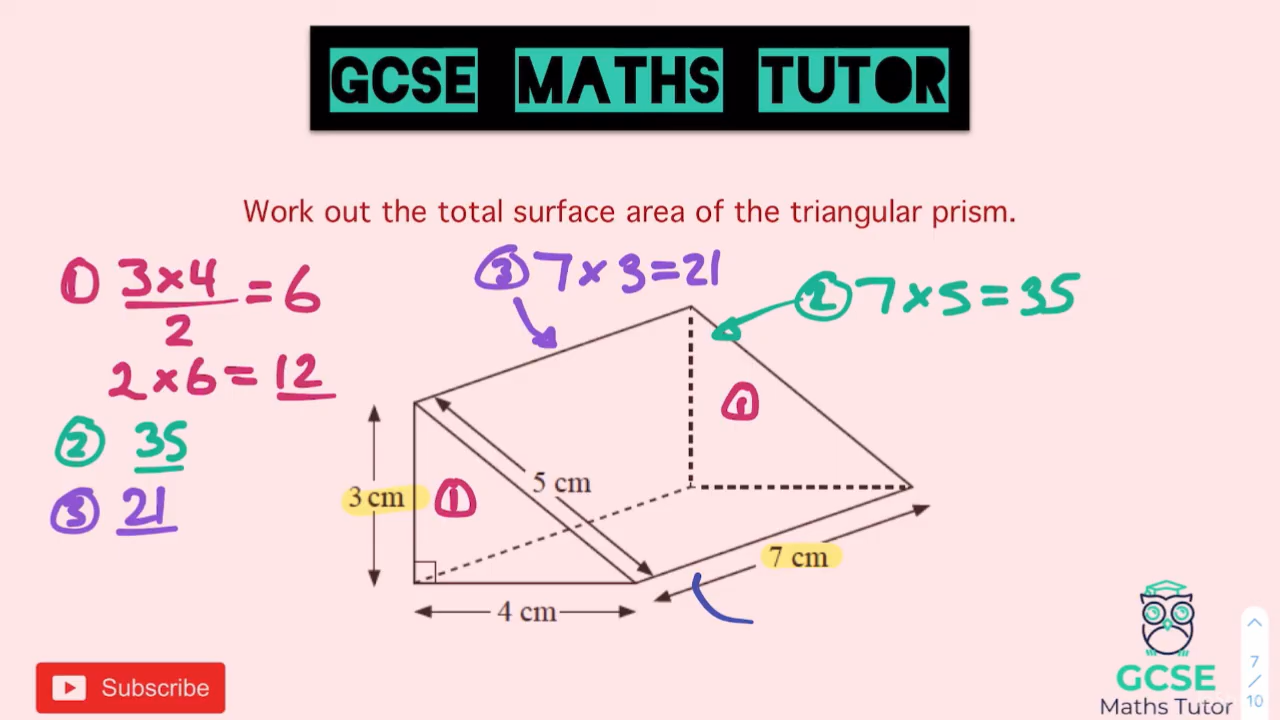 GCSE MATHS TUTOR
Work out the total surface area of the triangular prism.
① 3×4/2 = 6
2×6 = 12
② 35
③ 21
③ 7×3=21
② 7×5=35
①
①
3 cm
5 cm
7 cm
4 cm
Subscribe
GCSE
Maths Tutor
7
/
10